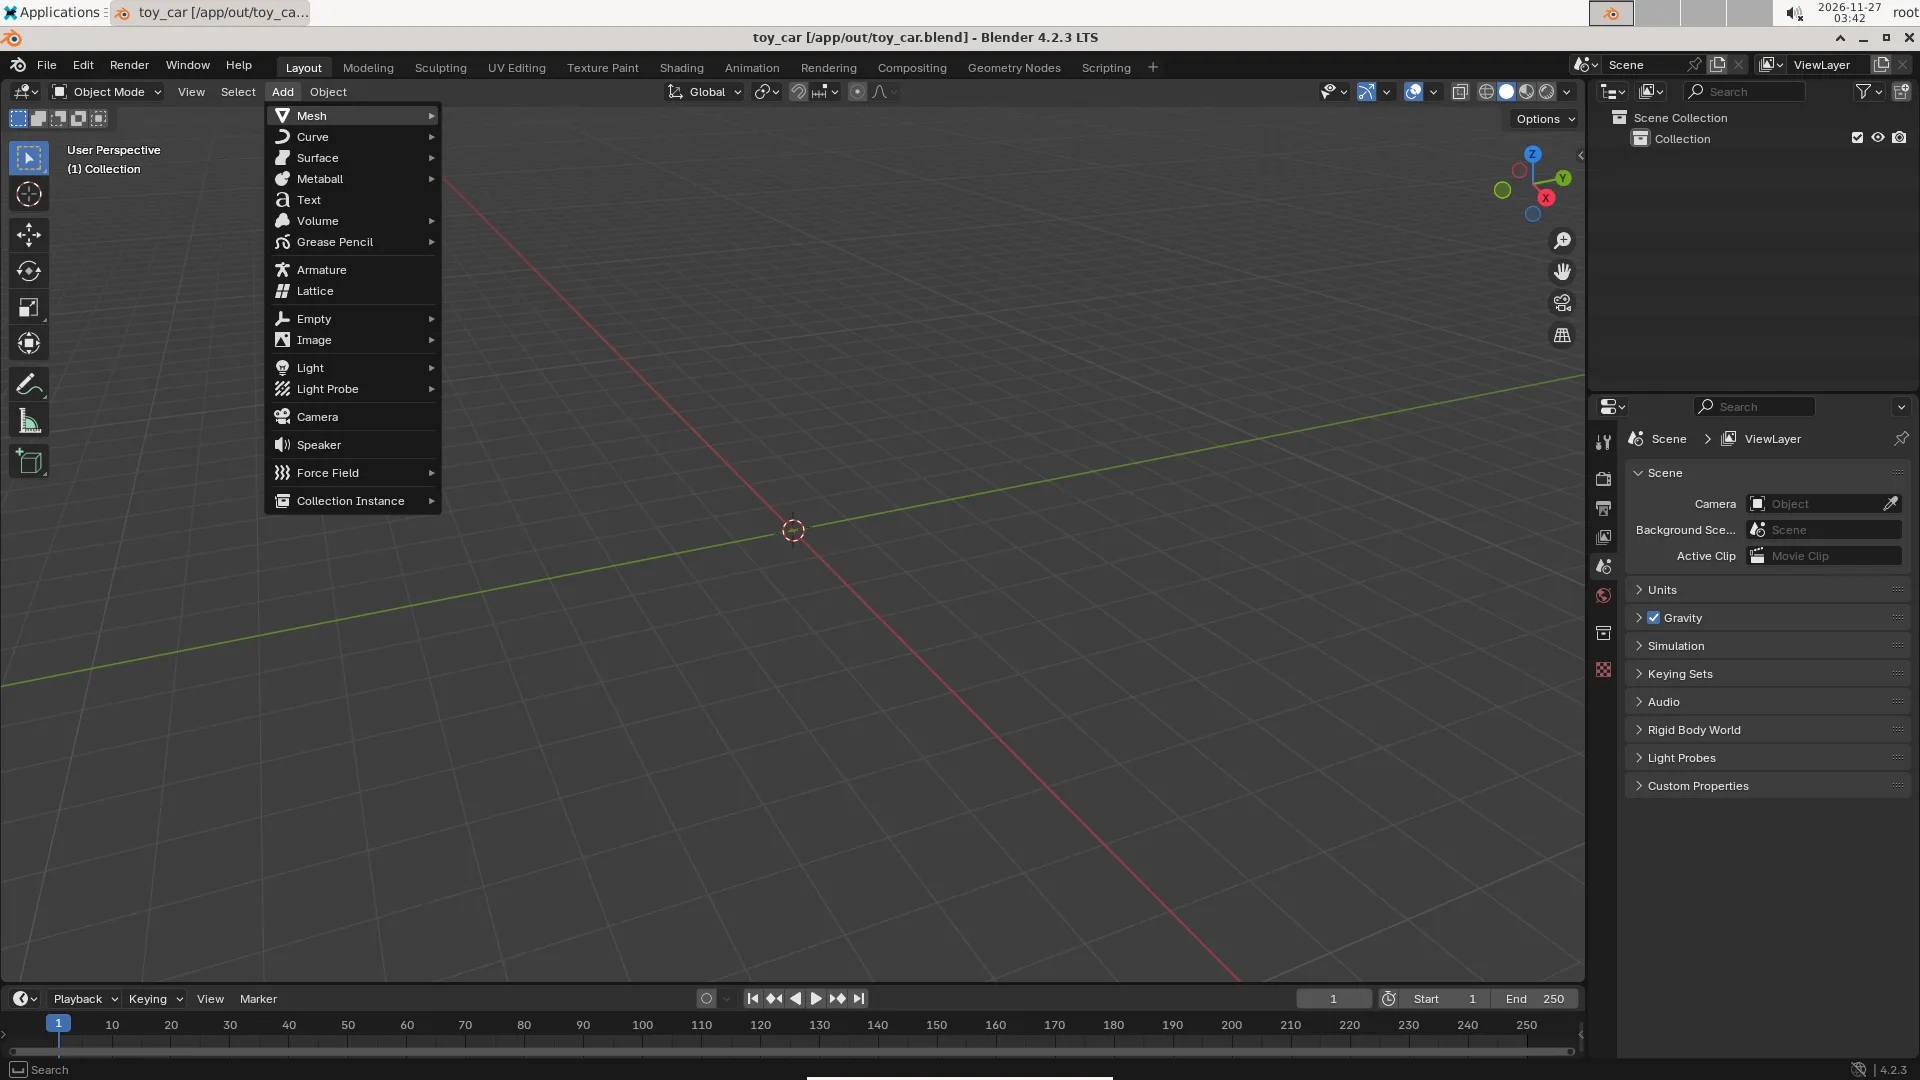 Applications
toy_car [/app/out/toy_ca...
2026-11-27
03:42
root
toy_car [/app/out/toy_car.blend] - Blender 4.2.3 LTS
File Edit Render Window Help
Layout Modeling Sculpting UV Editing Texture Paint Shading Animation Rendering Compositing Geometry Nodes Scripting
Scene
ViewLayer
Object Mode View Select Add Object
Global
Search
Options
User Perspective
(1) Collection
Mesh
Curve
Surface
Metaball
Text
Volume
Grease Pencil
Armature
Lattice
Empty
Image
Light
Light Probe
Camera
Speaker
Force Field
Collection Instance
Z
Y
X
Scene Collection
Collection
Search
Scene ViewLayer
Scene
Camera Object
Background Sce... Scene
Active Clip Movie Clip
Units
Gravity
Simulation
Keying Sets
Audio
Rigid Body World
Light Probes
Custom Properties
Playback Keying View Marker
1
Start 1
End 250
1 10 20 30 40 50 60 70 80 90 100 110 120 130 140 150 160 170 180 190 200 210 220 230 240 250
Search
4.2.3